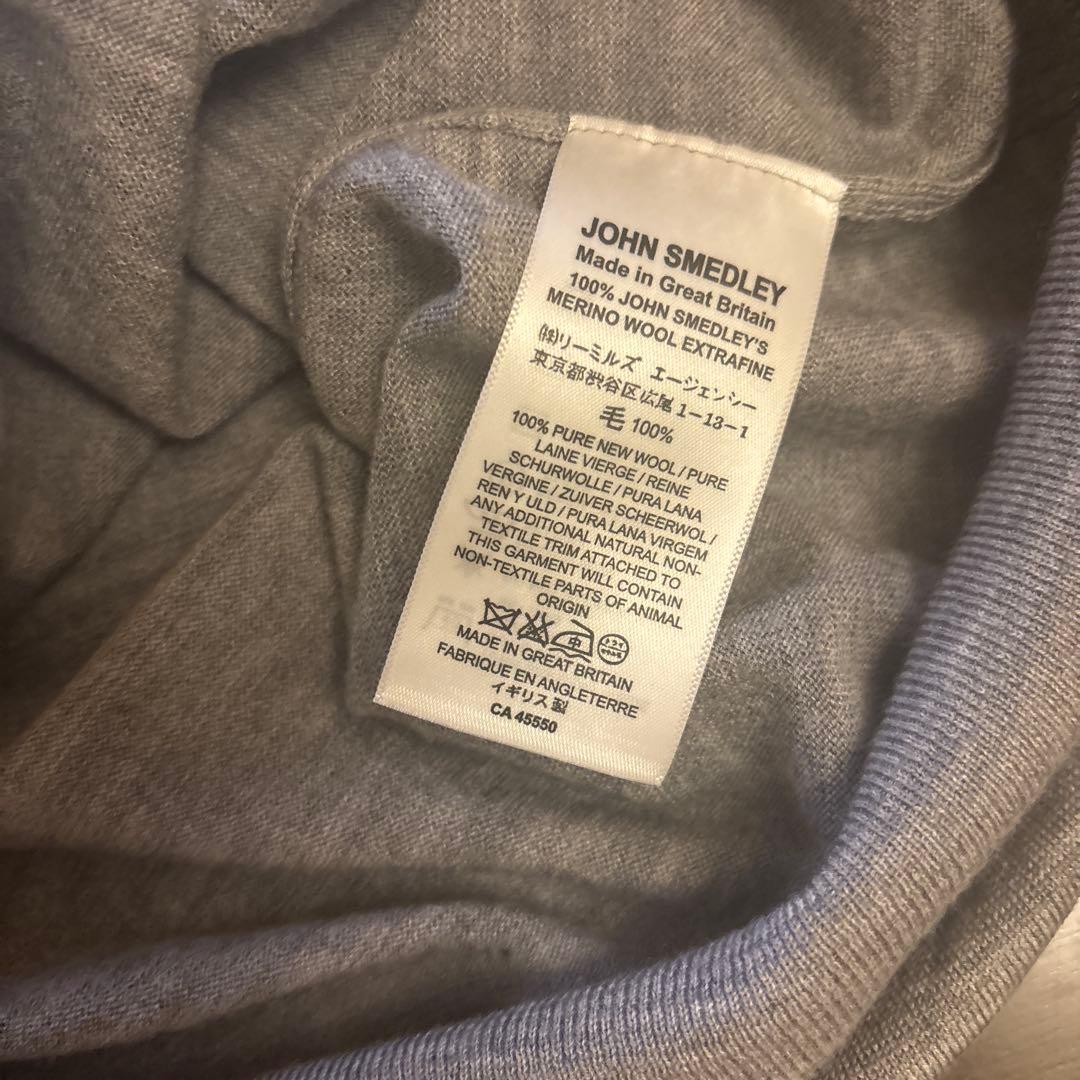 JOHN SMEDLEY
Made in Great Britain
100% JOHN SMEDLEY'S
MERINO WOOL EXTRAFINE
㈱リーミルズ エージェンシー
東京都渋谷区広尾1-13-1
毛 100%
100% PURE NEW WOOL / PURE
LAINE VIERGE / REINE
SCHURWOLLE / PURA LANA
VERGINE / ZUIVER SCHEERWOL /
REN Y ULD / PURA LANA VIRGEM
ANY ADDITIONAL NATURAL NON-
TEXTILE TRIM ATTACHED TO
THIS GARMENT WILL CONTAIN
NON-TEXTILE PARTS OF ANIMAL
ORIGIN
中
MADE IN GREAT BRITAIN
FABRIQUE EN ANGLETERRE
イギリス製
CA 45550